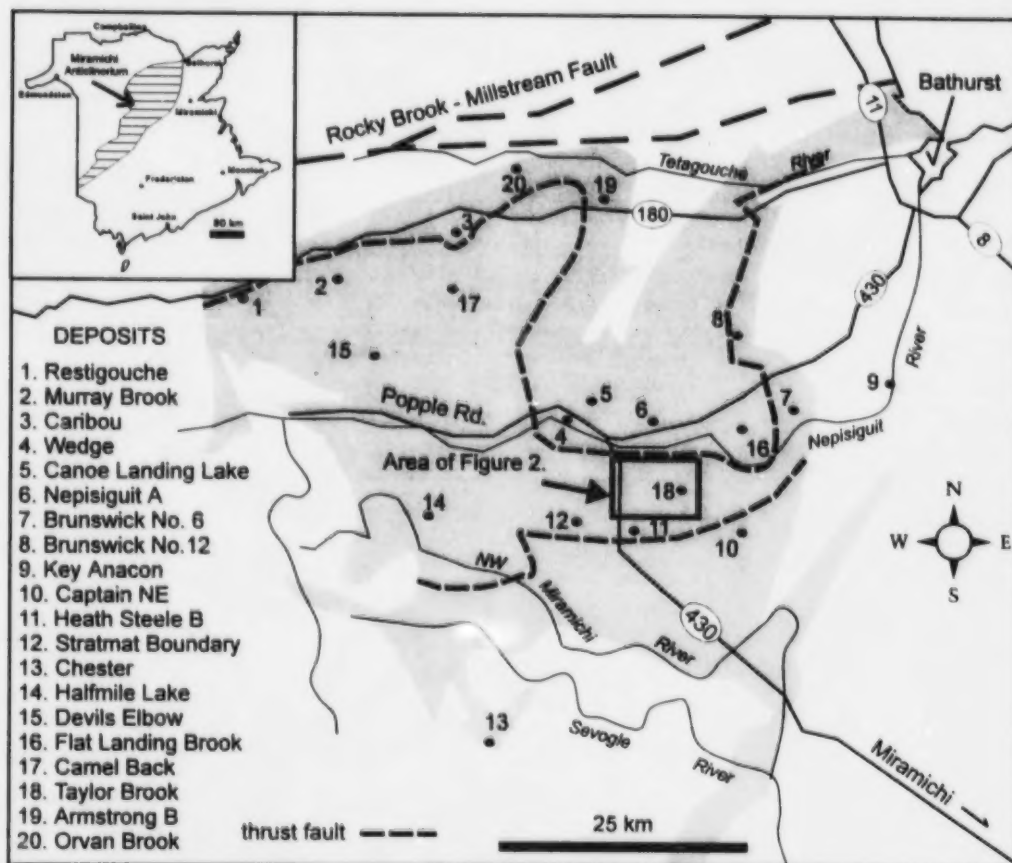 Campbellton
Miramichi
Anticlinorium
Bathurst
Edmundston
Miramichi
Fredericton
Moncton
Saint John
90 km
Rocky Brook - Millstream Fault
Bathurst
11
Tetagouche
River
20
19
180
8
3
2
17
1
430
8
River
15
9
5
7
Popple Rd.
6
4
16
Nepisiguit
Area of Figure 2.
18
14
12
11
10
N
W
E
S
NW
Miramichi
River
430
13
Sevogle
River
Miramichi
DEPOSITS
1. Restigouche
2. Murray Brook
3. Caribou
4. Wedge
5. Canoe Landing Lake
6. Nepisiguit A
7. Brunswick No. 6
8. Brunswick No.12
9. Key Anacon
10. Captain NE
11. Heath Steele B
12. Stratmat Boundary
13. Chester
14. Halfmile Lake
15. Devils Elbow
16. Flat Landing Brook
17. Camel Back
18. Taylor Brook
19. Armstrong B
20. Orvan Brook
thrust fault
25 km